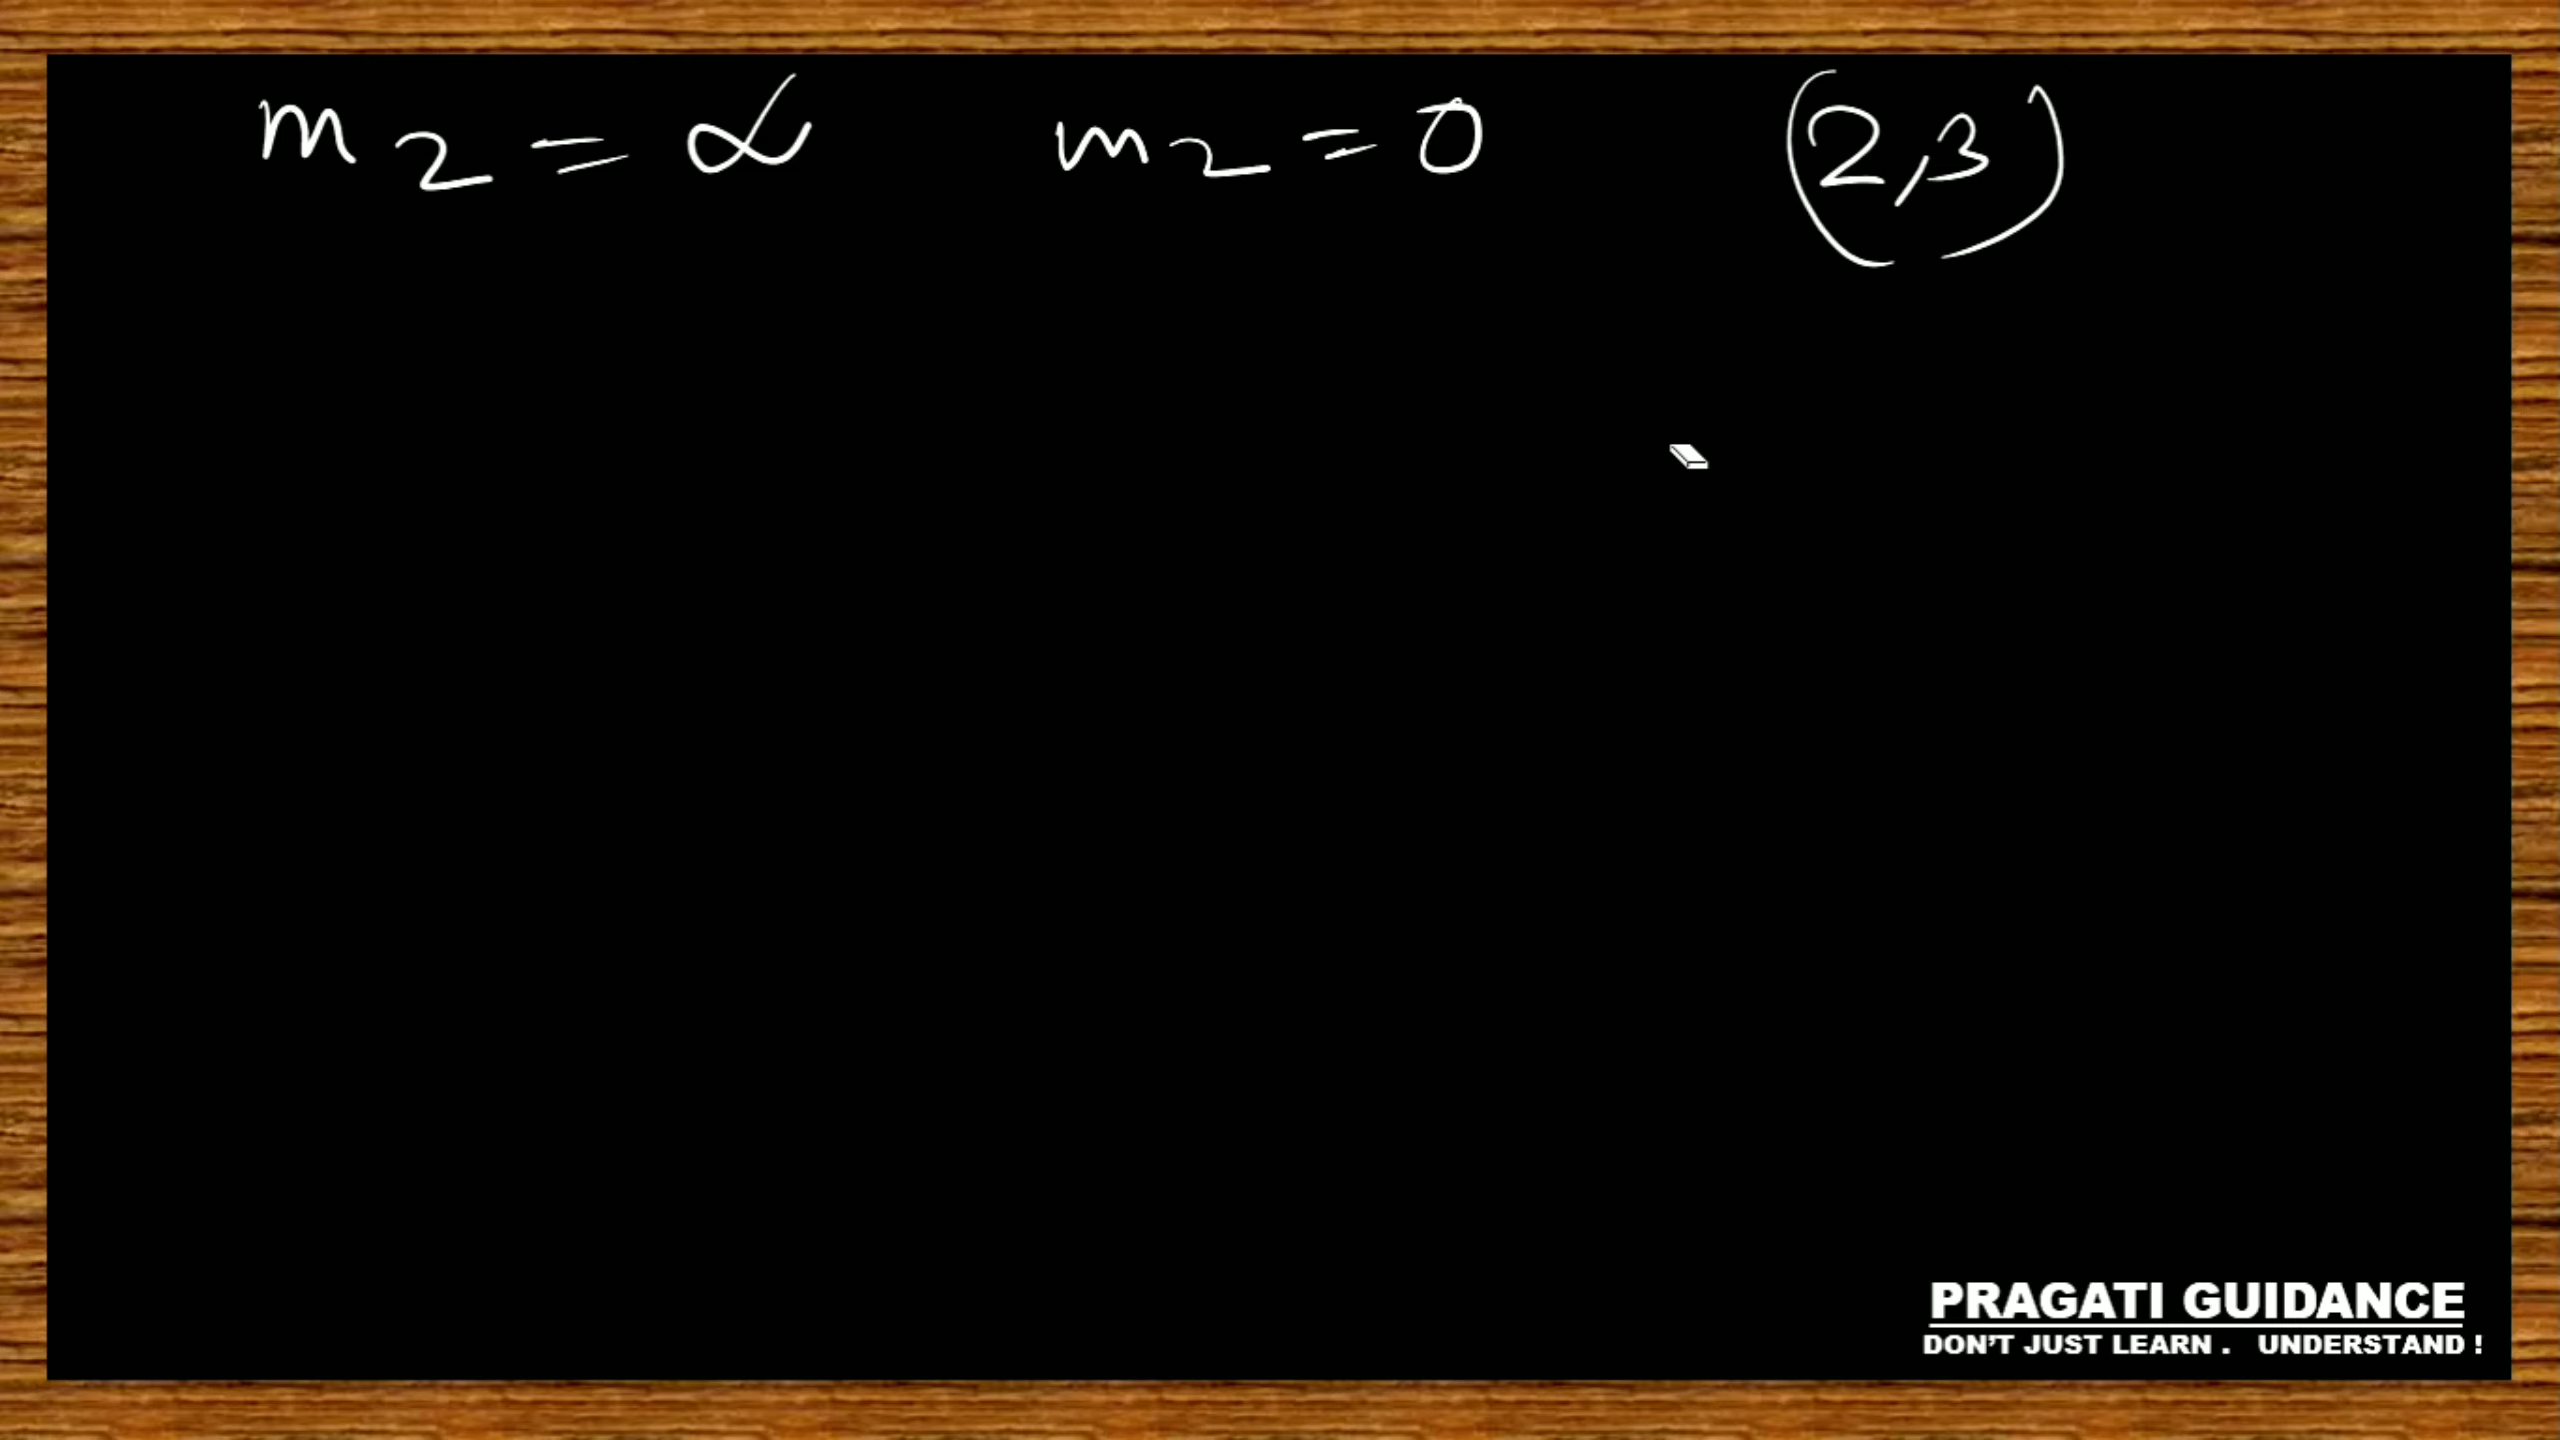 m2 = ∝ m2 = 0 (2,3)
PRAGATI GUIDANCE
DON'T JUST LEARN . UNDERSTAND !